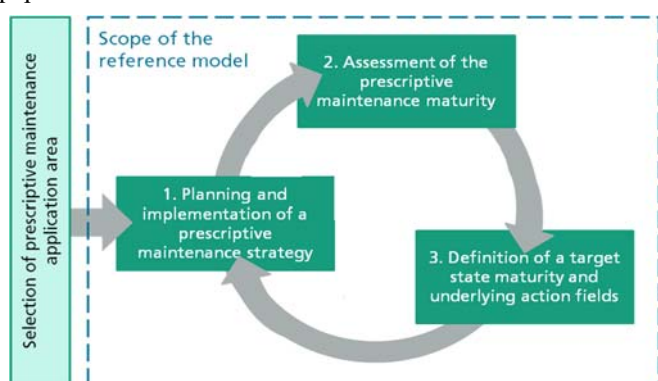 Selection of prescriptive maintenance
application area
Scope of the
reference model
2. Assessment of the
prescriptive
maintenance maturity
1. Planning and
implementation of a
prescriptive
maintenance strategy
3. Definition of a target
state maturity and
underlying action fields